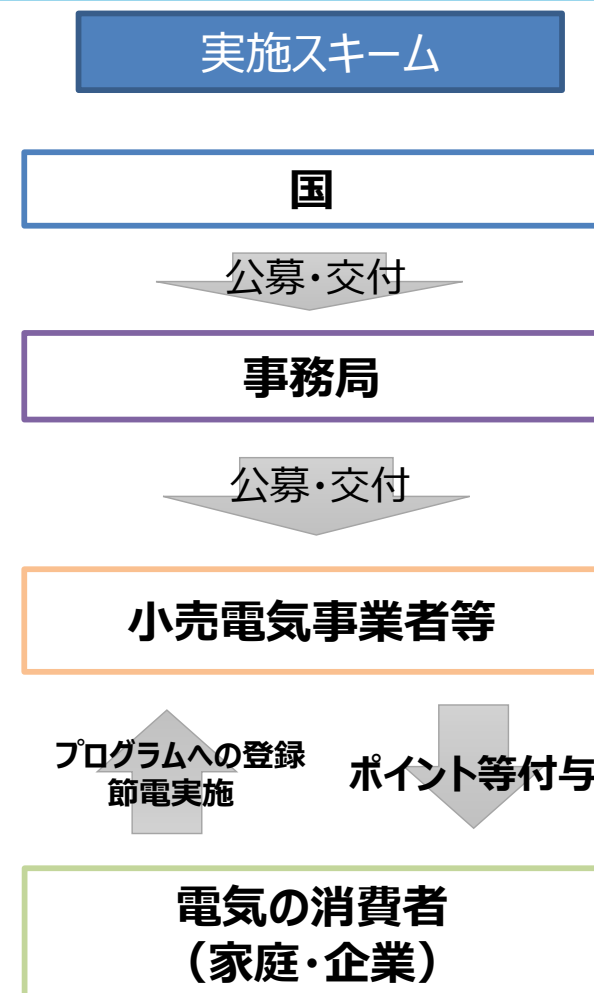 実施スキーム
国
公募・交付
事務局
公募・交付
小売電気事業者等
プログラムへの登録
節電実施
ポイント等付与
電気の消費者
（家庭・企業）